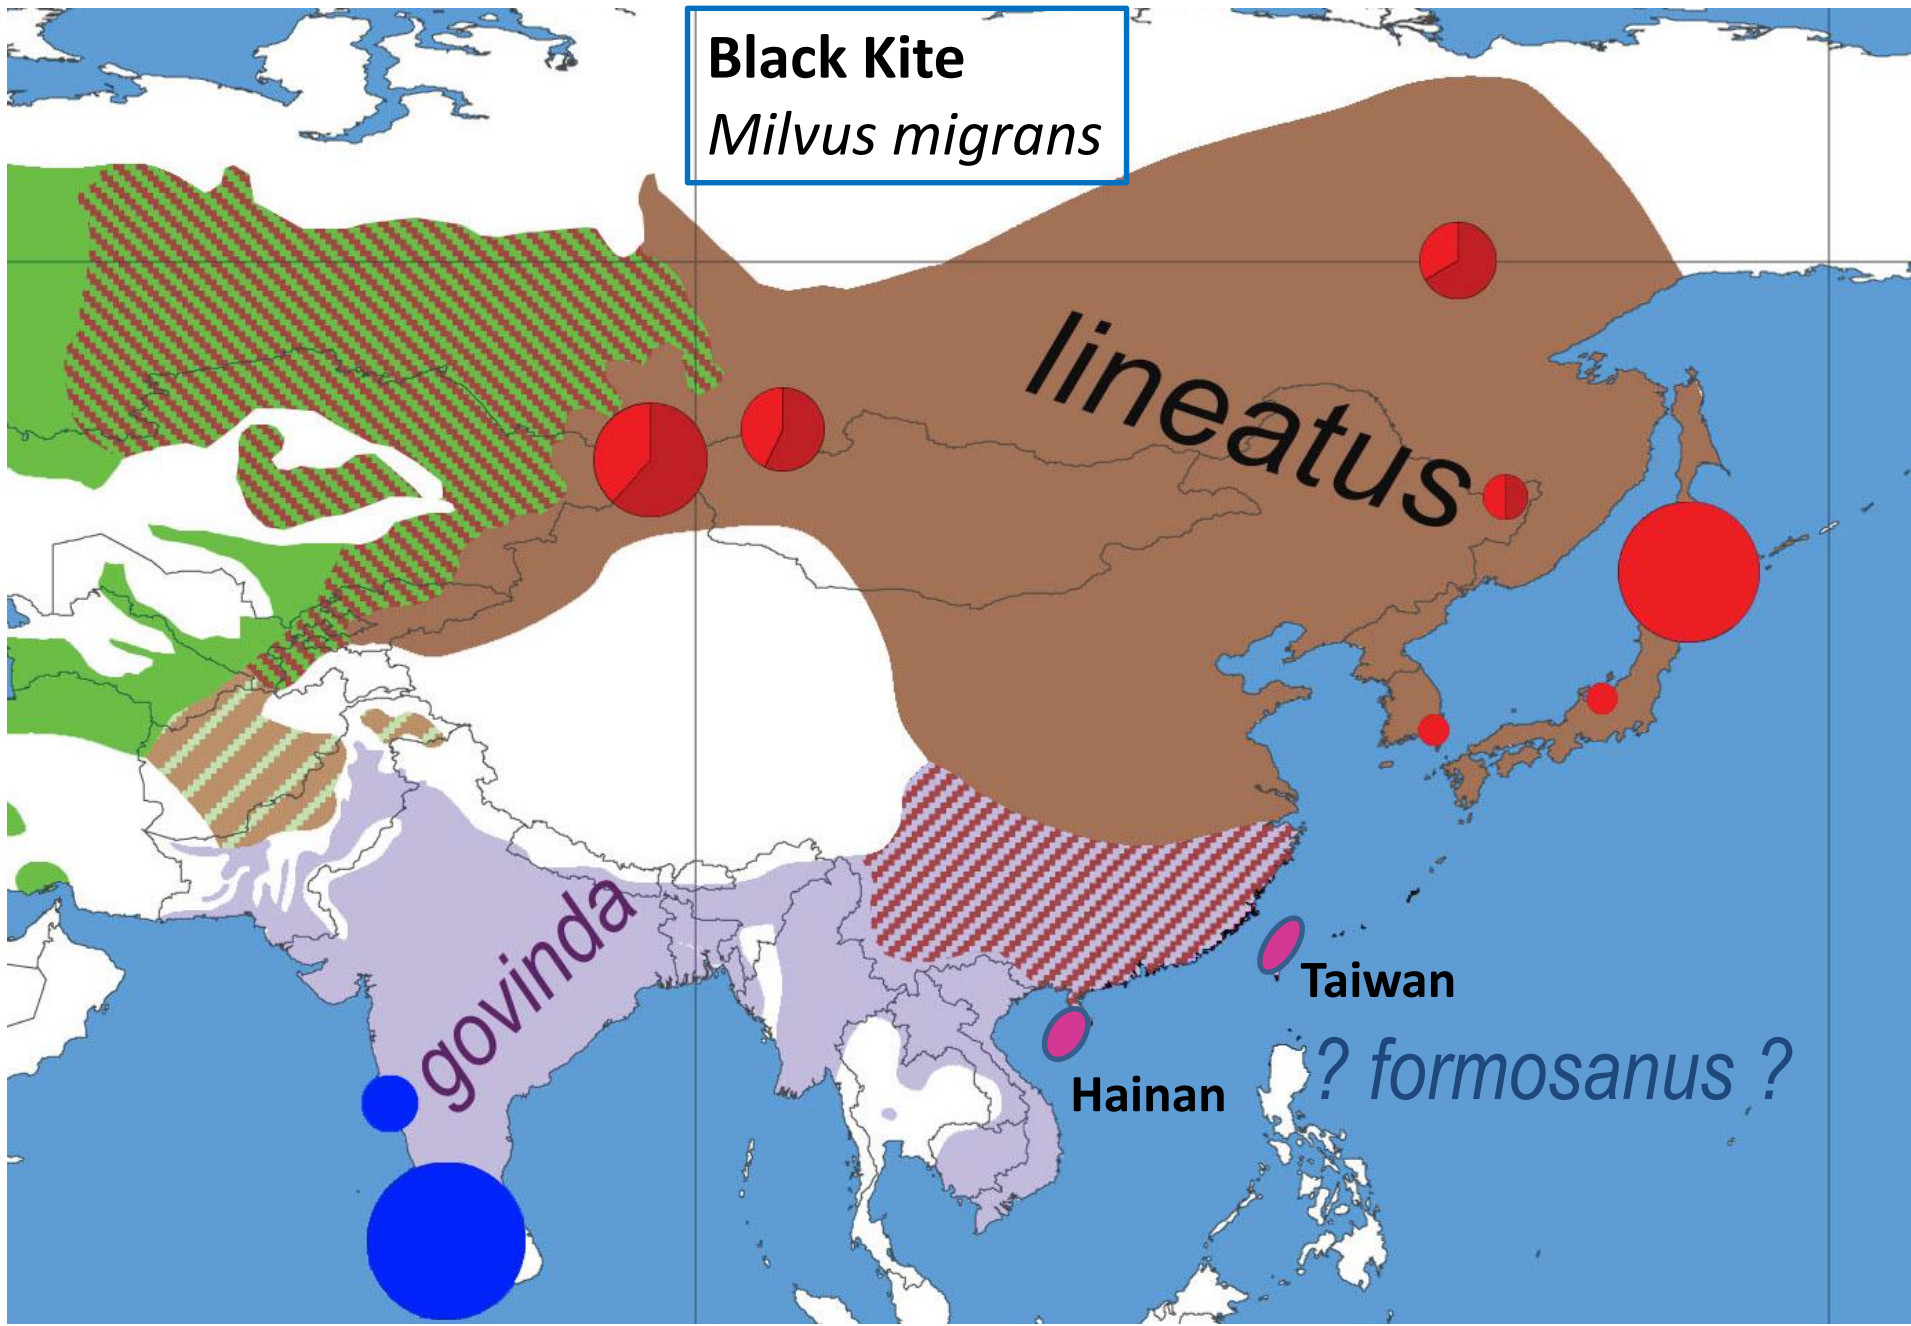 Black Kite
Milvus migrans
lineatus
govinda
Taiwan
? formosanus ?
Hainan